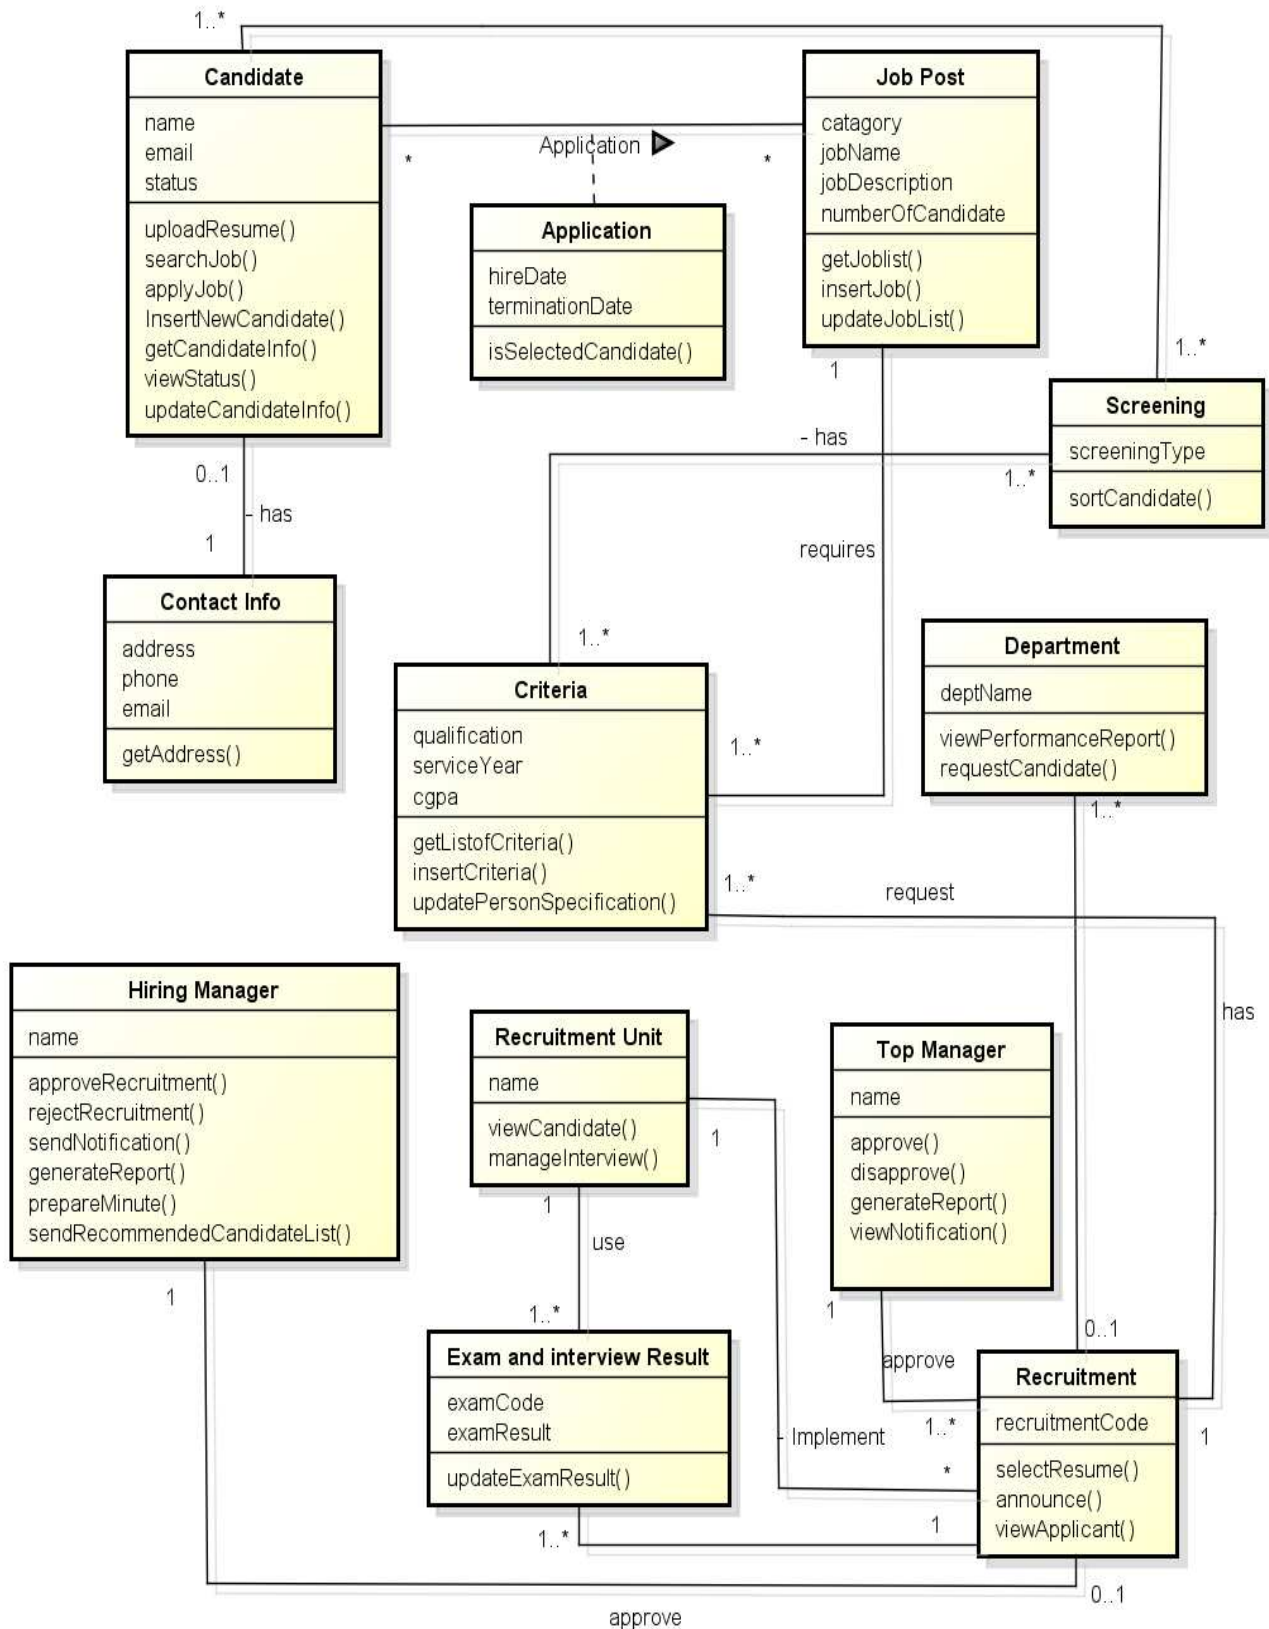 1..*
Candidate
name
email
status
uploadResume()
searchJob()
applyJob()
InsertNewCandidate()
getCandidateInfo()
viewStatus()
updateCandidateInfo()
*
Application
*
Application
hireDate
terminationDate
isSelectedCandidate()
Job Post
catagory
jobName
jobDescription
numberOfCandidate
getJoblist()
insertJob()
updateJobList()
1
1..*
Screening
screeningType
sortCandidate()
- has
1..*
0..1
- has
1
requires
Contact Info
address
phone
email
getAddress()
1..*
Criteria
qualification
serviceYear
cgpa
getListofCriteria()
insertCriteria()
updatePersonSpecification()
1..*
1..*
Department
deptName
viewPerformanceReport()
requestCandidate()
1..*
request
has
Hiring Manager
name
approveRecruitment()
rejectRecruitment()
sendNotification()
generateReport()
prepareMinute()
sendRecommendedCandidateList()
1
Recruitment Unit
name
viewCandidate()
manageInterview()
1
1
use
1..*
Top Manager
name
approve()
disapprove()
generateReport()
viewNotification()
1
0..1
approve
1..*
Exam and interview Result
examCode
examResult
updateExamResult()
1..*
- Implement
*
1
Recruitment
recruitmentCode
selectResume()
announce()
viewApplicant()
1
0..1
approve